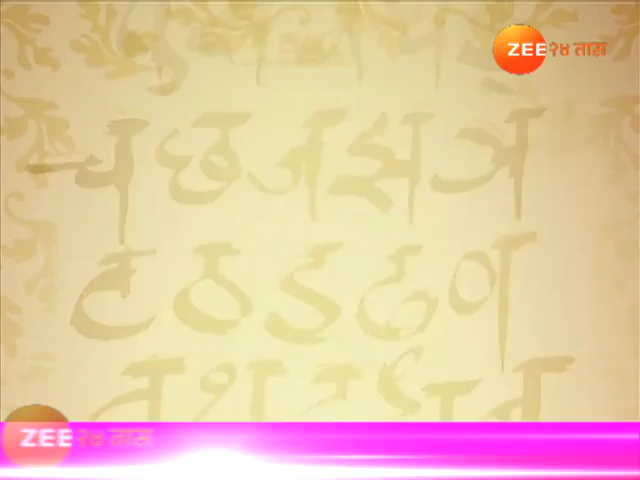 ZEE २४ तास
च छ ज झ ञ
ट ठ ड ढ ण
त थ द ध न
ZEE २४ तास